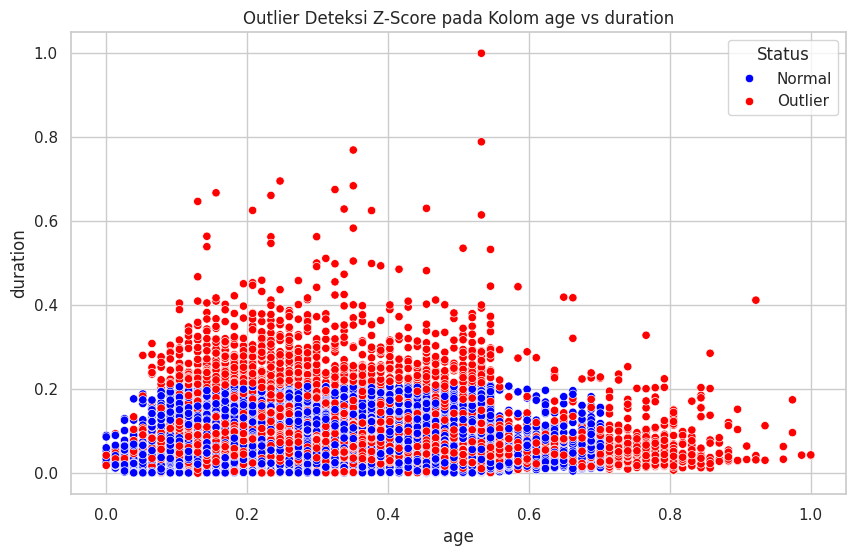 Outlier Deteksi Z-Score pada Kolom age vs duration
Status
Normal
Outlier
1.0
0.8
0.6
0.4
0.2
0.0
duration
0.0
0.2
0.4
0.6
0.8
1.0
age